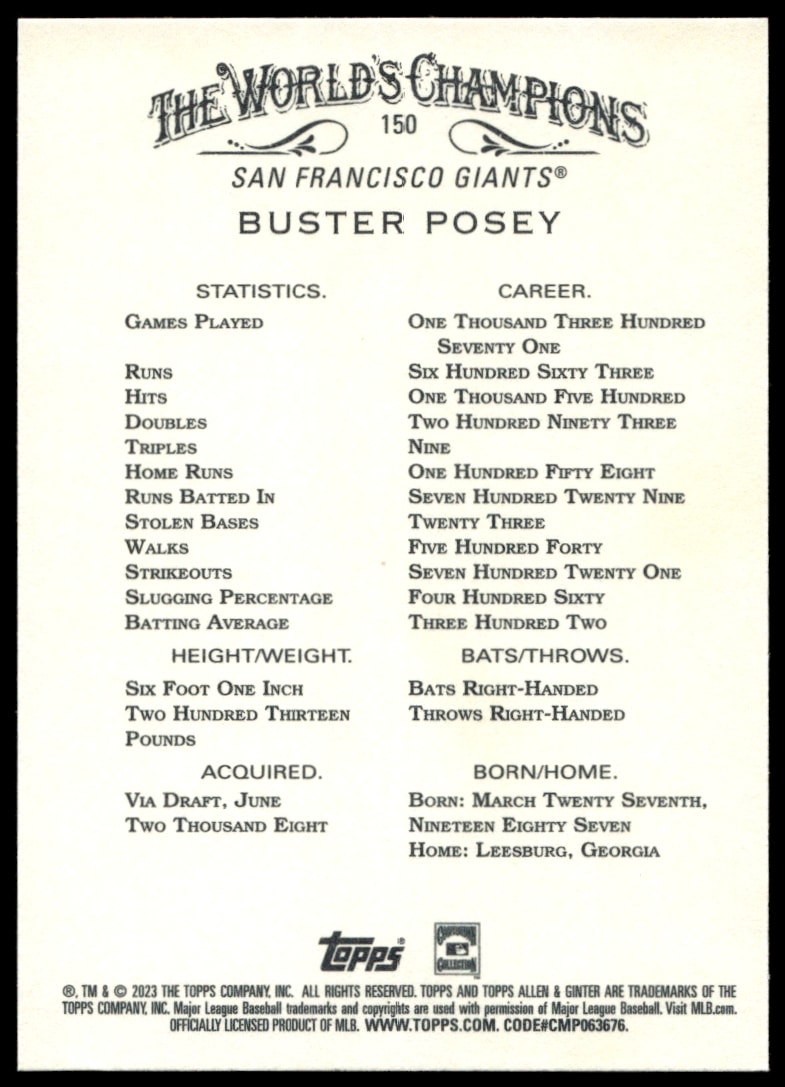 THE WORLD'S CHAMPIONS
150
SAN FRANCISCO GIANTS®
BUSTER POSEY
STATISTICS. CAREER.
GAMES PLAYED ONE THOUSAND THREE HUNDRED
SEVENTY ONE
RUNS SIX HUNDRED SIXTY THREE
HITS ONE THOUSAND FIVE HUNDRED
DOUBLES TWO HUNDRED NINETY THREE
TRIPLES NINE
HOME RUNS ONE HUNDRED FIFTY EIGHT
RUNS BATTED IN SEVEN HUNDRED TWENTY NINE
STOLEN BASES TWENTY THREE
WALKS FIVE HUNDRED FORTY
STRIKEOUTS SEVEN HUNDRED TWENTY ONE
SLUGGING PERCENTAGE FOUR HUNDRED SIXTY
BATTING AVERAGE THREE HUNDRED TWO
HEIGHT/WEIGHT. BATS/THROWS.
SIX FOOT ONE INCH BATS RIGHT-HANDED
TWO HUNDRED THIRTEEN THROWS RIGHT-HANDED
POUNDS
ACQUIRED. BORN/HOME.
VIA DRAFT, JUNE BORN: MARCH TWENTY SEVENTH,
TWO THOUSAND EIGHT NINETEEN EIGHTY SEVEN
HOME: LEESBURG, GEORGIA
Topps® COOPERSTOWN COLLECTION
®, TM & © 2023 THE TOPPS COMPANY, INC. ALL RIGHTS RESERVED. TOPPS AND TOPPS ALLEN & GINTER ARE TRADEMARKS OF THE
TOPPS COMPANY, INC. Major League Baseball trademarks and copyrights are used with permission of Major League Baseball. Visit MLB.com.
OFFICIALLY LICENSED PRODUCT OF MLB. WWW.TOPPS.COM. CODE#CMP063676.